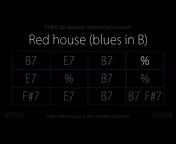 Red house (blues in B)
B7 E7 B7 %
E7 % B7 %
F#7 E7 B7 B7 F#7